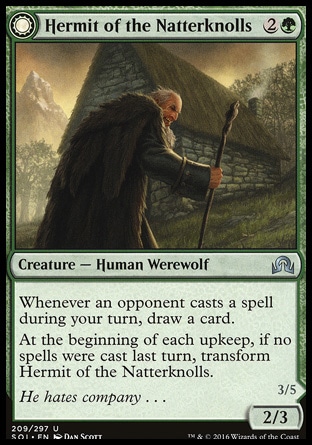 Hermit of the Natterknolls 2
Creature — Human Werewolf
Whenever an opponent casts a spell
during your turn, draw a card.
At the beginning of each upkeep, if no
spells were cast last turn, transform
Hermit of the Natterknolls.
3/5
He hates company . . .
2/3
209/297 U
SOI • EN DAN SCOTT
™ & © 2016 Wizards of the Coast